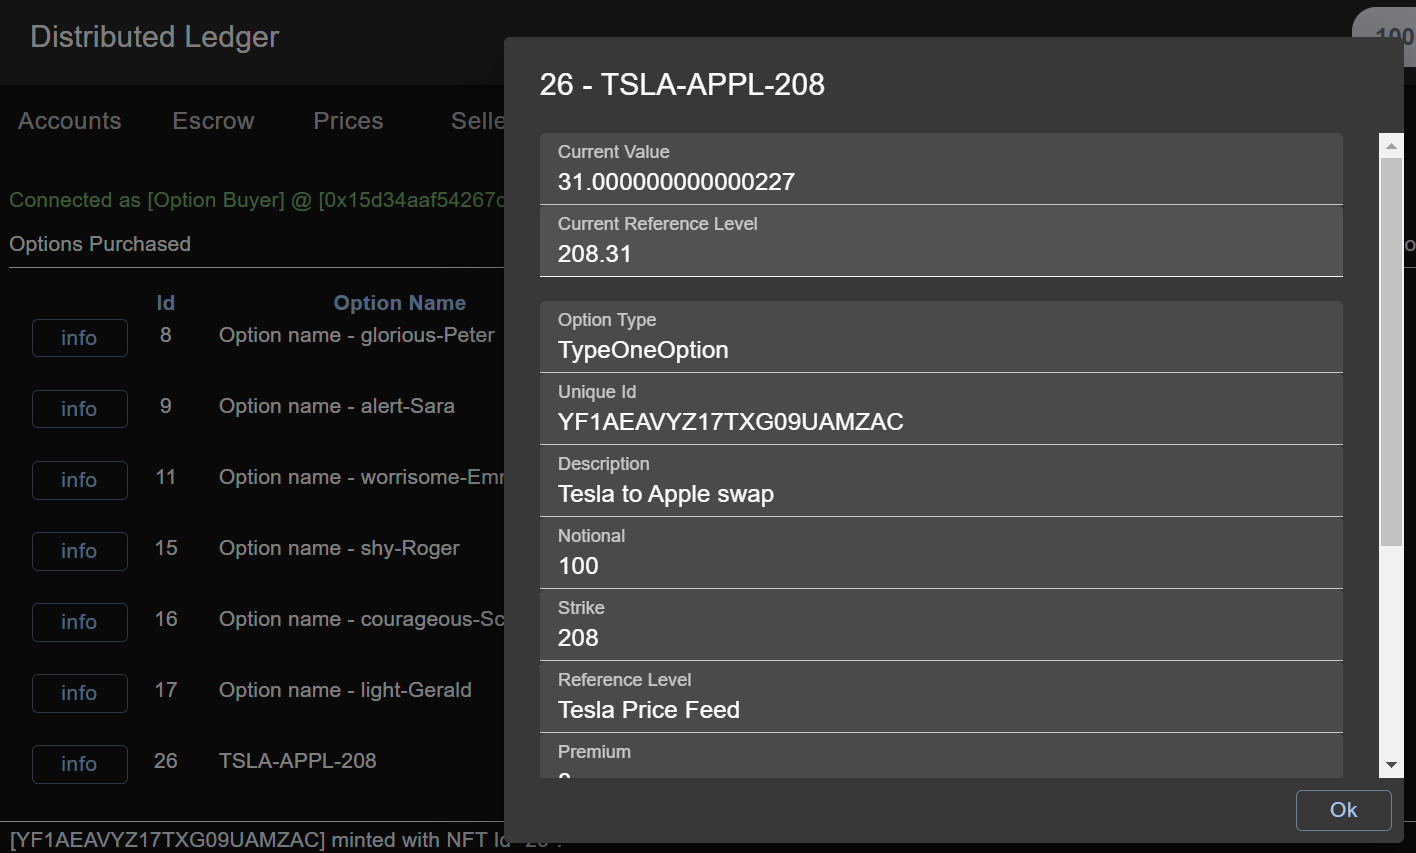 Distributed Ledger
100
Accounts Escrow Prices Selle
Connected as [Option Buyer] @ [0x15d34aaf54267
Options Purchased
Id Option Name
info 8 Option name - glorious-Peter
info 9 Option name - alert-Sara
info 11 Option name - worrisome-Em
info 15 Option name - shy-Roger
info 16 Option name - courageous-Sc
info 17 Option name - light-Gerald
info 26 TSLA-APPL-208
[YF1AEAVYZ17TXG09UAMZAC] minted with NFT Id
26 - TSLA-APPL-208
Current Value
31.000000000000227
Current Reference Level
208.31
Option Type
TypeOneOption
Unique Id
YF1AEAVYZ17TXG09UAMZAC
Description
Tesla to Apple swap
Notional
100
Strike
208
Reference Level
Tesla Price Feed
Premium
Ok